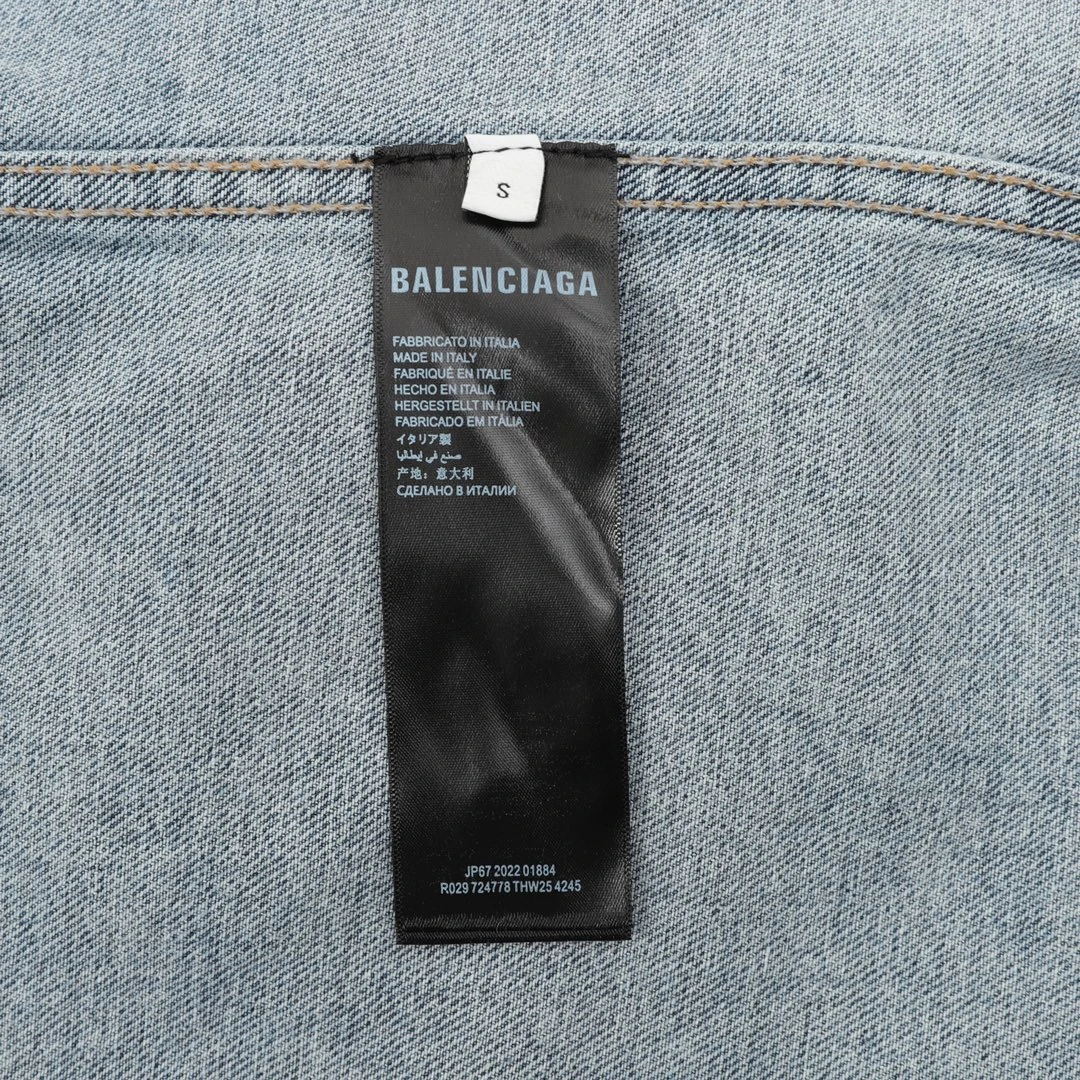 S
BALENCIAGA
FABBRICATO IN ITALIA
MADE IN ITALY
FABRIQUÉ EN ITALIE
HECHO EN ITALIA
HERGESTELLT IN ITALIEN
FABRICADO EM ITÁLIA
イタリア製
صنع في إيطاليا
产地：意大利
СДЕЛАНО В ИТАЛИИ
JP67 2022 01884
R029 724778 THW25 4245